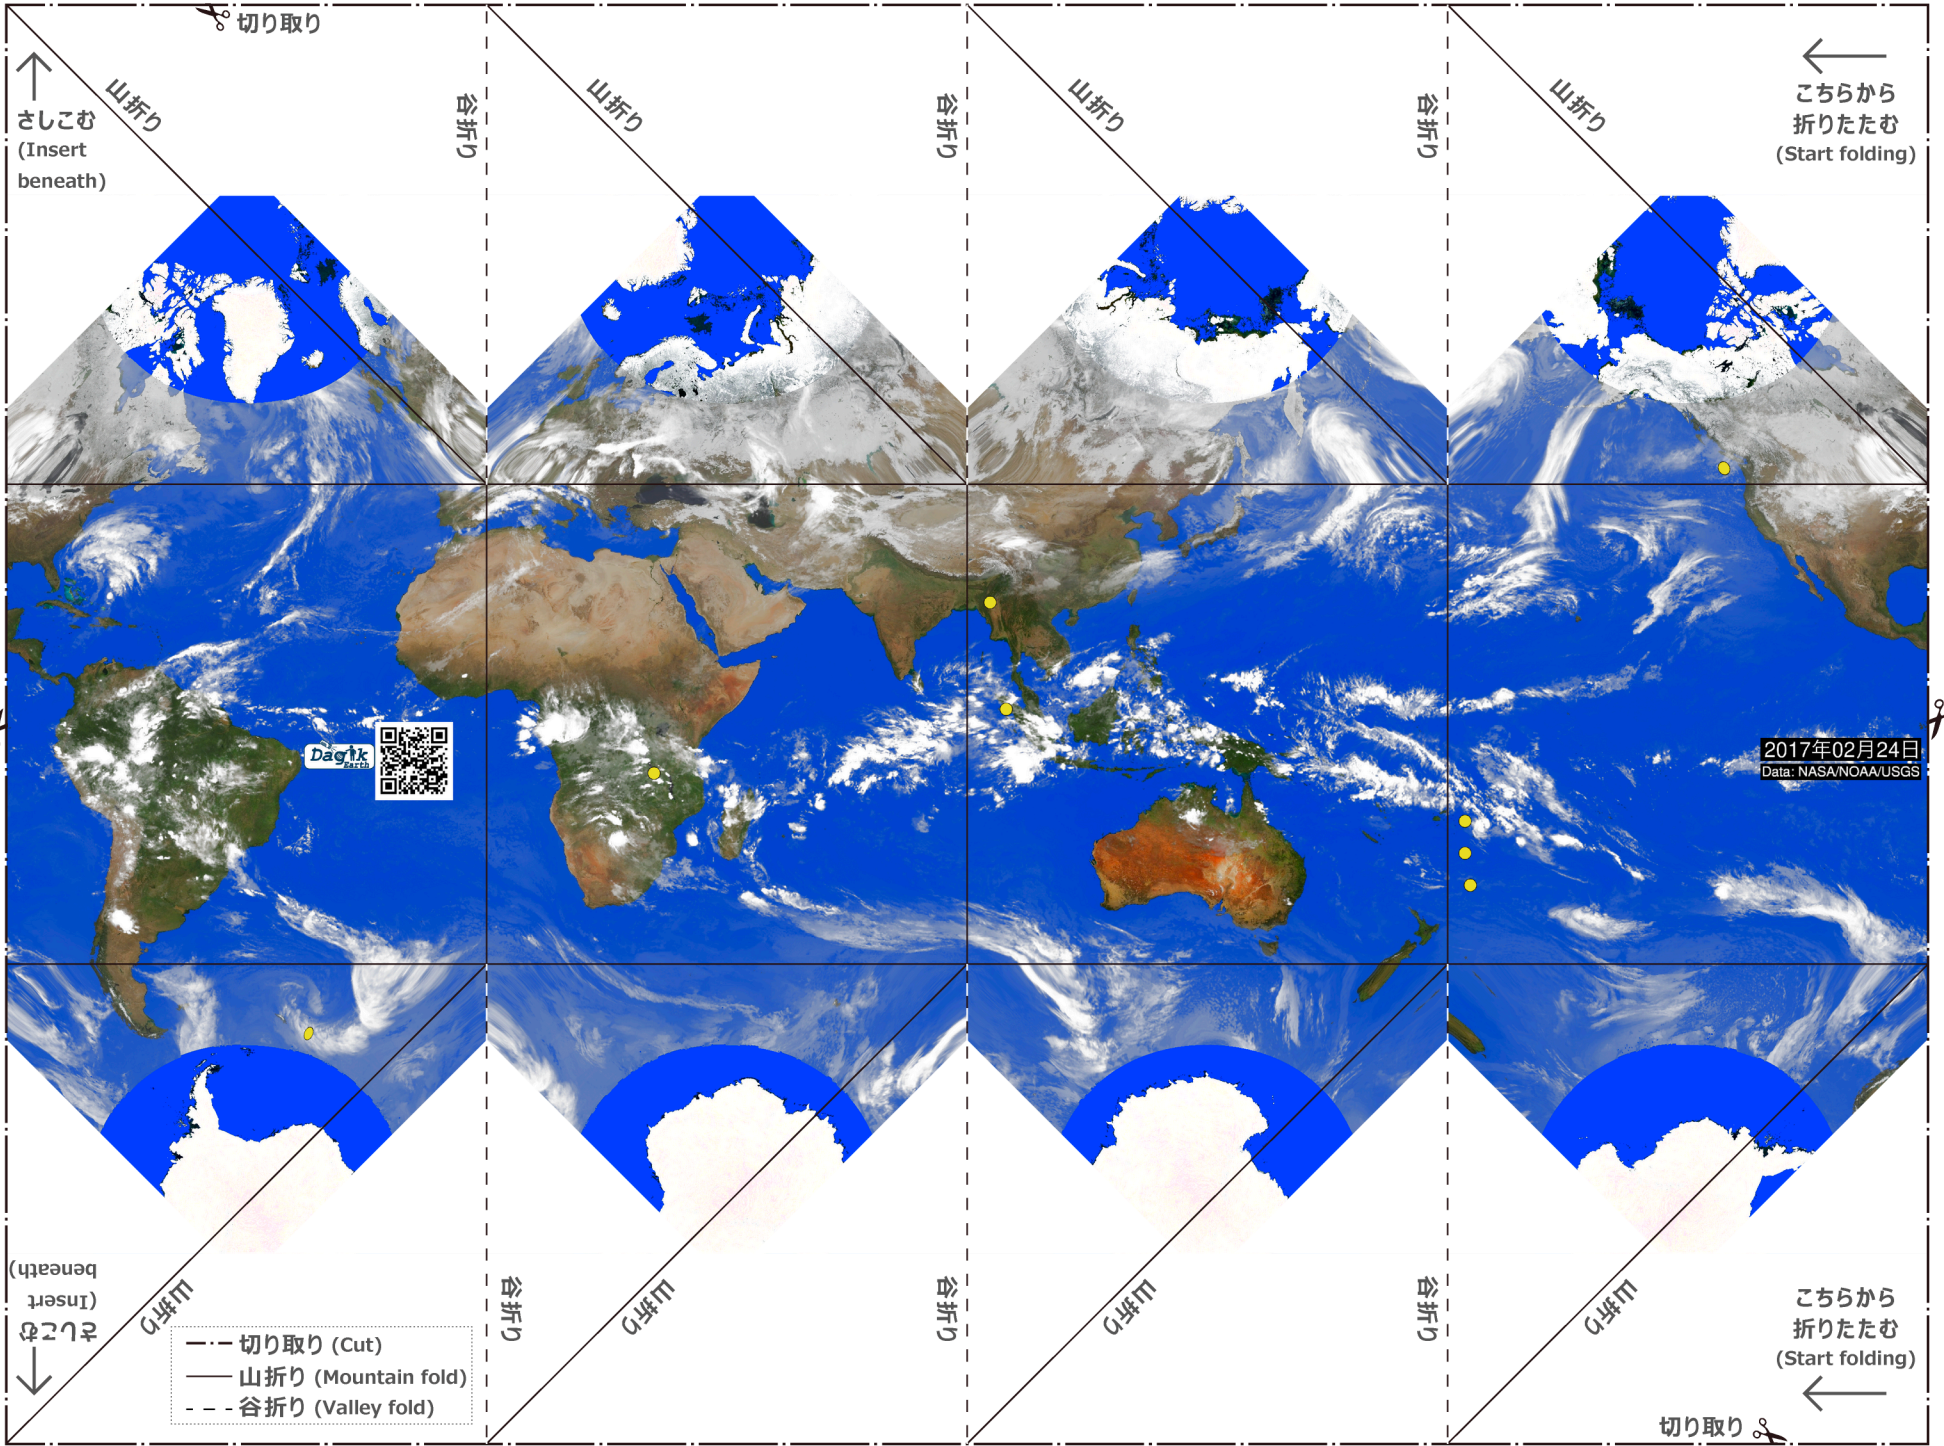 切り取り
さしこむ
(Insert
beneath)
山折り
谷折り
山折り
谷折り
山折り
谷折り
山折り
こちらから
折りたたむ
(Start folding)
Dagik
Earth
2017年02月24日
Data: NASA/NOAA/USGS
さしこむ
(Insert
beneath)
山折り
谷折り
山折り
谷折り
山折り
谷折り
山折り
こちらから
折りたたむ
(Start folding)
切り取り (Cut)
山折り (Mountain fold)
谷折り (Valley fold)
切り取り